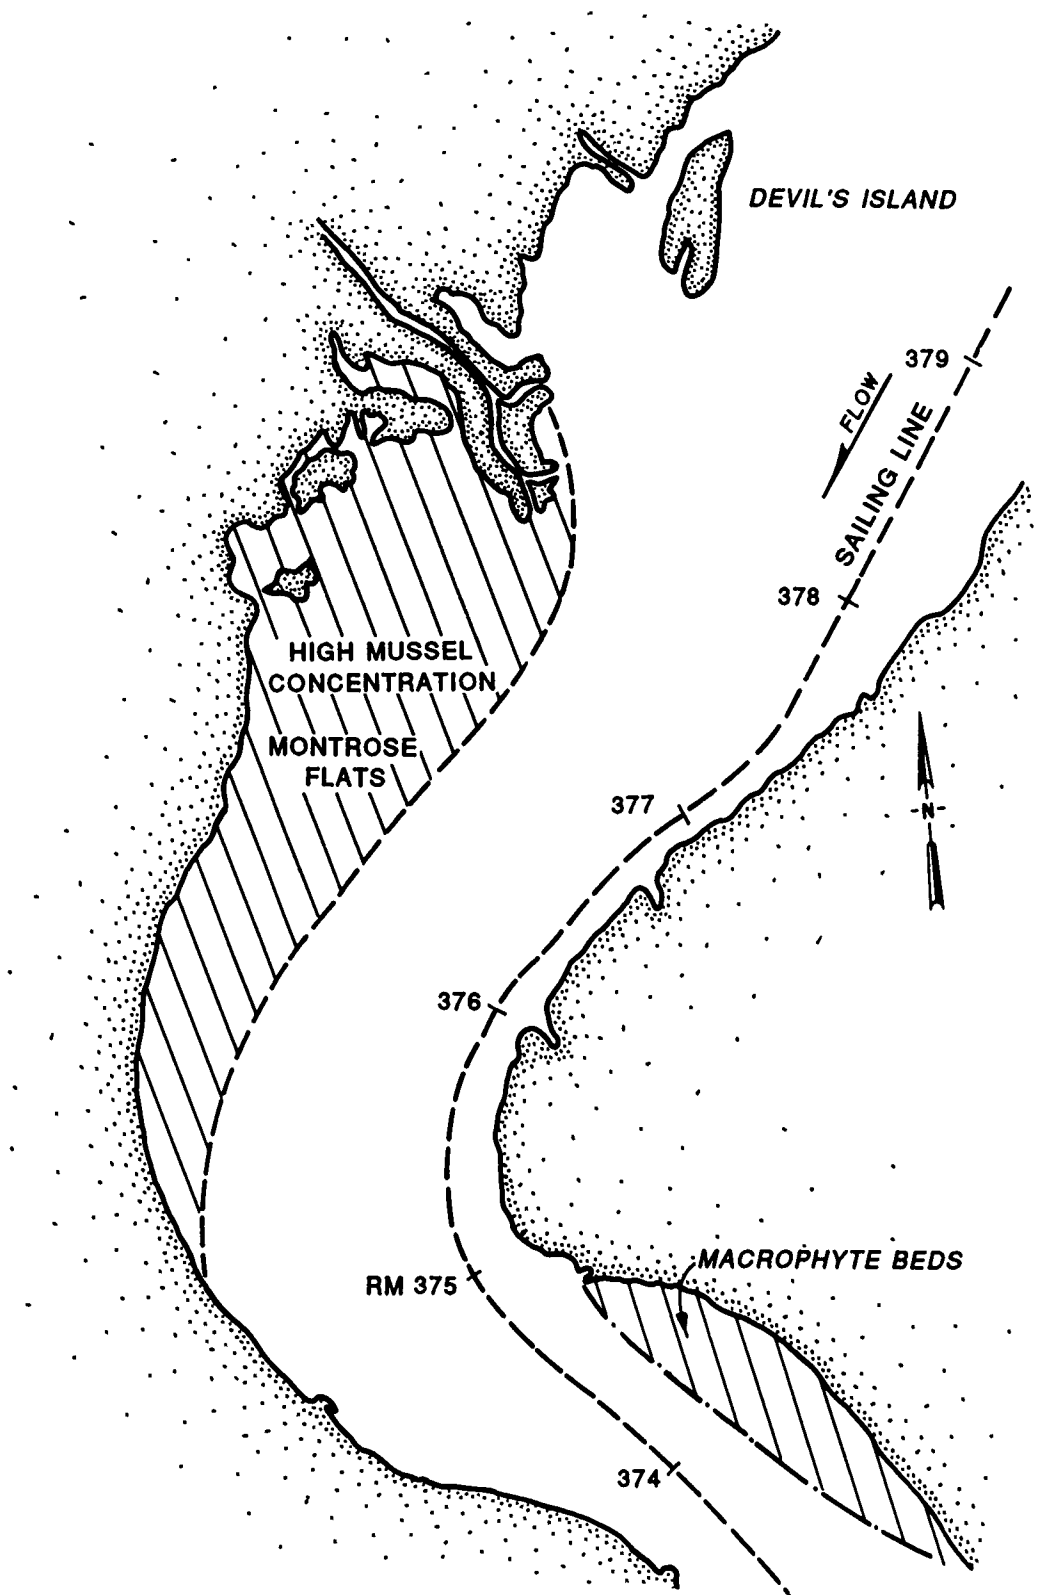 DEVIL'S ISLAND
379
FLOW
SAILING LINE
378
HIGH MUSSEL
CONCENTRATION
MONTROSE
FLATS
377
-N-
376
MACROPHYTE BEDS
RM 375
374